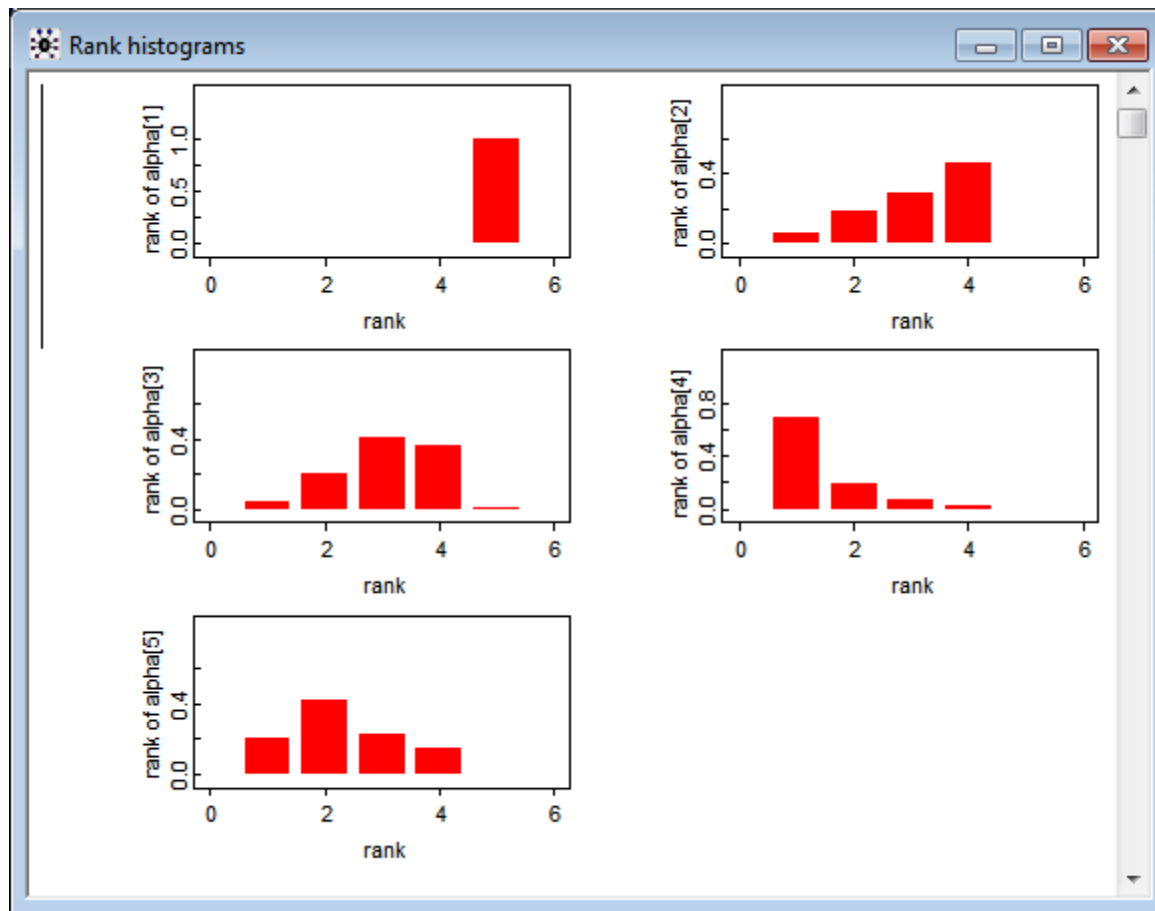 Rank histograms
rank of alpha[1]
0.0 0.5 1.0
0 2 4 6
rank
rank of alpha[2]
0.0 0.4
0 2 4 6
rank
rank of alpha[3]
0.0 0.4
0 2 4 6
rank
rank of alpha[4]
0.0 0.4 0.8
0 2 4 6
rank
rank of alpha[5]
0.0 0.4
0 2 4 6
rank